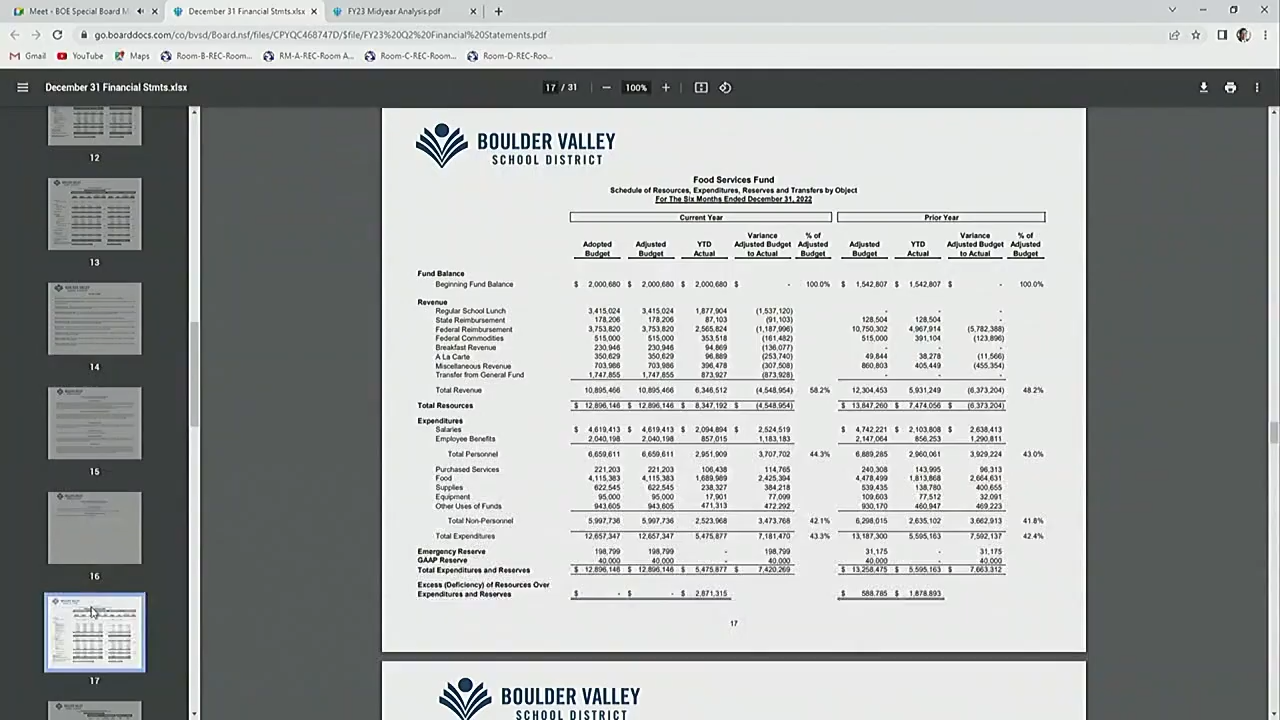 Meet - BOE Special Board M
December 31 Financial Stmts.xlsx
FY23 Midyear Analysis.pdf
go.boarddocs.com/co/bvsd/Board.nsf/files/CPYQC468747D/$file/FY23%20Q2%20Financial%20Statements.pdf
Gmail YouTube Maps Room-B-REC-Room... RM-A-REC-Room A... Room-C-REC-Room... Room-D-REC-Roo...
December 31 Financial Stmts.xlsx 17 / 31 100%
12
13
14
15
16
17
BOULDER VALLEY
SCHOOL DISTRICT
Food Services Fund
Schedule of Resources, Expenditures, Reserves and Transfers by Object
For The Six Months Ended December 31, 2022
Current Year Prior Year
Variance % of Variance % of
Adopted Adjusted YTD Adjusted Budget Adjusted Adjusted YTD Adjusted Budget Adjusted
Budget Budget Actual to Actual Budget Budget Actual to Actual Budget
Fund Balance
Beginning Fund Balance $ 2,000,680 $ 2,000,680 $ 2,000,680 $ - 100.0% $ 1,542,807 $ 1,542,807 $ - 100.0%
Revenue
Regular School Lunch 3,415,024 3,415,024 1,877,904 (1,537,120) - - -
State Reimbursement 178,206 178,206 87,103 (91,103) 128,504 128,504 -
Federal Reimbursement 3,753,820 3,753,820 2,565,824 (1,187,996) 10,750,302 4,967,914 (5,782,388)
Federal Commodities 515,000 515,000 353,518 (161,482) 515,000 391,104 (123,896)
Breakfast Revenue 230,946 230,946 94,869 (136,077) - - -
A La Carte 350,629 350,629 96,889 (253,740) 49,844 38,278 (11,566)
Miscellaneous Revenue 703,986 703,986 396,478 (307,508) 860,803 405,449 (455,354)
Transfer from General Fund 1,747,855 1,747,855 873,927 (873,928) - - -
Total Revenue 10,895,466 10,895,466 6,346,512 (4,548,954) 58.2% 12,304,453 5,931,249 (6,373,204) 48.2%
Total Resources $ 12,896,146 $ 12,896,146 $ 8,347,192 $ (4,548,954) $ 13,847,260 $ 7,474,056 $ (6,373,204)
Expenditures
Salaries $ 4,619,413 $ 4,619,413 $ 2,094,894 $ 2,524,519 $ 4,742,221 $ 2,103,808 $ 2,638,413
Employee Benefits 2,040,198 2,040,198 857,015 1,183,183 2,147,064 856,253 1,290,811
Total Personnel 6,659,611 6,659,611 2,951,909 3,707,702 44.3% 6,889,285 2,960,061 3,929,224 43.0%
Purchased Services 221,203 221,203 106,438 114,765 240,308 143,995 96,313
Food 4,115,383 4,115,383 1,689,989 2,425,394 4,478,499 1,813,868 2,664,631
Supplies 622,545 622,545 238,327 384,218 539,435 138,780 400,655
Equipment 95,000 95,000 17,901 77,099 109,603 77,512 32,091
Other Uses of Funds 943,605 943,605 471,313 472,292 930,170 460,947 469,223
Total Non-Personnel 5,997,736 5,997,736 2,523,968 3,473,768 42.1% 6,298,015 2,635,102 3,662,913 41.8%
Total Expenditures 12,657,347 12,657,347 5,475,877 7,181,470 43.3% 13,187,300 5,595,163 7,592,137 42.4%
Emergency Reserve 198,799 198,799 - 198,799 31,175 - 31,175
GAAP Reserve 40,000 40,000 - 40,000 40,000 - 40,000
Total Expenditures and Reserves $ 12,896,146 $ 12,896,146 $ 5,475,877 $ 7,420,269 $ 13,258,475 $ 5,595,163 $ 7,663,312
Excess (Deficiency) of Resources Over
Expenditures and Reserves $ - $ - $ 2,871,315 $ 588,785 $ 1,878,893
17
BOULDER VALLEY
SCHOOL DISTRICT